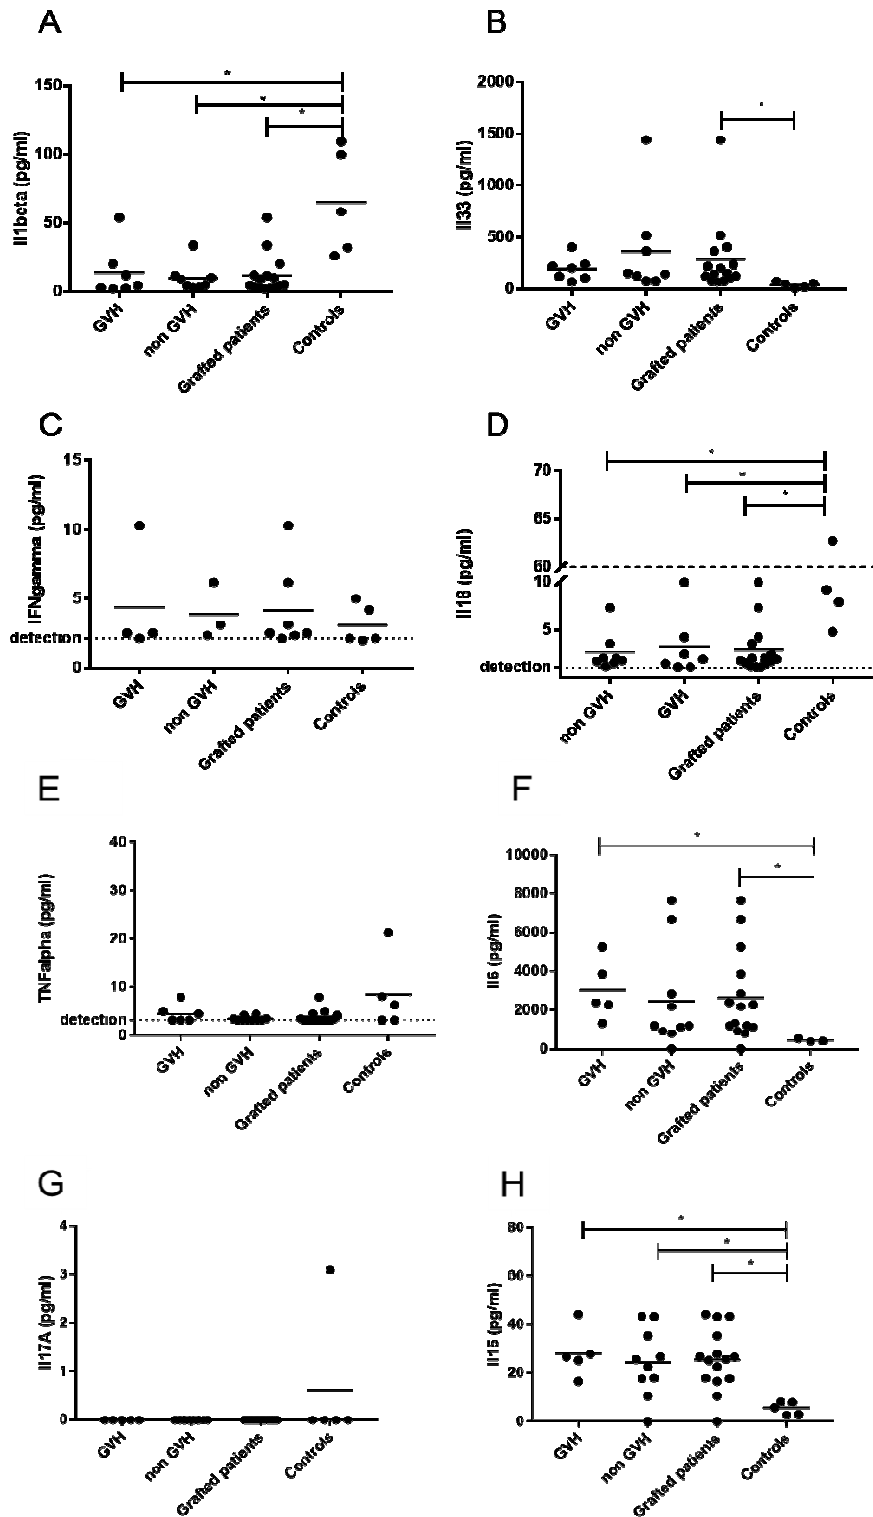 A
Il1beta (pg/ml)
150
100
50
0
*
*
*
GVH
non GVH
Grafted patients
Controls
B
Il33 (pg/ml)
2000
1500
1000
500
0
*
GVH
non GVH
Grafted patients
Controls
C
IFNgamma (pg/ml)
15
10
5
detection
0
GVH
non GVH
Grafted patients
Controls
D
Il18 (pg/ml)
70
65
60
10
5
detection
*
*
*
non GVH
GVH
Grafted patients
Controls
E
TNFalpha (pg/ml)
40
30
20
10
detection
0
GVH
non GVH
Grafted patients
Controls
F
Il6 (pg/ml)
10000
8000
6000
4000
2000
0
*
*
GVH
non GVH
Grafted patients
Controls
G
Il17A (pg/ml)
4
3
2
1
0
GVH
non GVH
Grafted patients
Controls
H
Il15 (pg/ml)
80
60
40
20
0
*
*
*
GVH
non GVH
Grafted patients
Controls